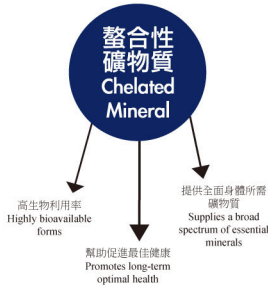 螯合性
礦物質
Chelated
Mineral
高生物利用率
Highly bioavailable
forms
幫助促進最佳健康
Promotes long-term
optimal health
提供全面身體所需
礦物質
Supplies a broad
spectrum of essential
minerals